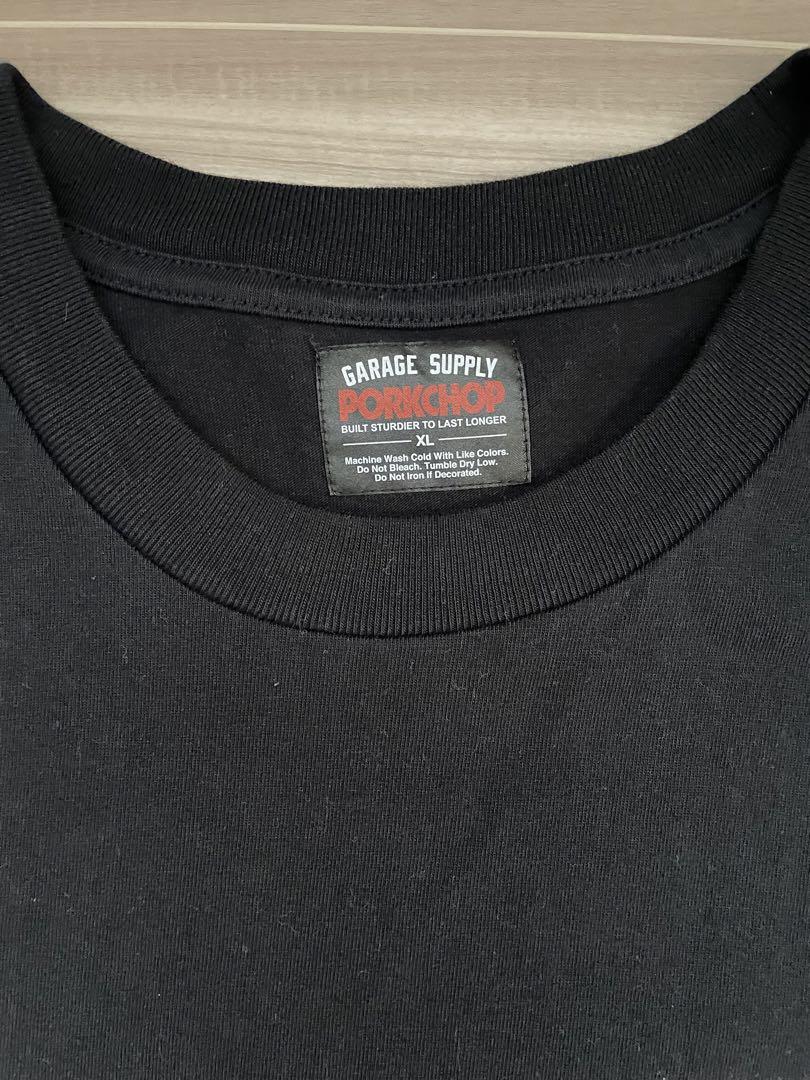 GARAGE SUPPLY
PORKCHOP
BUILT STURDIER TO LAST LONGER
XL
Machine Wash Cold With Like Colors.
Do Not Bleach. Tumble Dry Low.
Do Not Iron If Decorated.